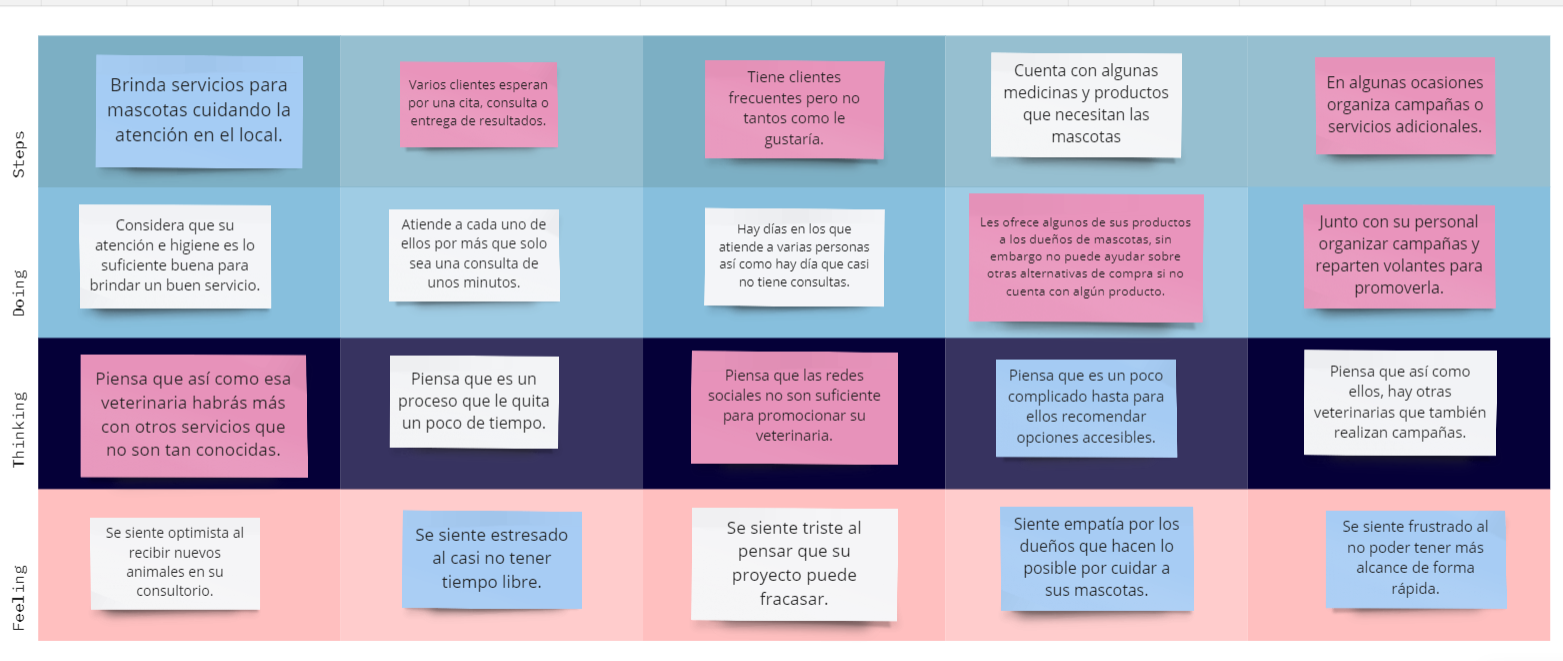 Steps
Brinda servicios para
mascotas cuidando la
atención en el local.
Varios clientes esperan
por una cita, consulta o
entrega de resultados.
Tiene clientes
frecuentes pero no
tantos como le
gustaría.
Cuenta con algunas
medicinas y productos
que necesitan las
mascotas
En algunas ocasiones
organiza campañas o
servicios adicionales.
Doing
Considera que su
atención e higiene es lo
suficiente buena para
brindar un buen servicio.
Atiende a cada uno de
ellos por más que solo
sea una consulta de
unos minutos.
Hay días en los que
atiende a varias personas
así como hay día que casi
no tiene consultas.
Les ofrece algunos de sus productos
a los dueños de mascotas, sin
embargo no puede ayudar sobre
otras alternativas de compra si no
cuenta con algún producto.
Junto con su personal
organizar campañas y
reparten volantes para
promoverla.
Thinking
Piensa que así como esa
veterinaria habrás más
con otros servicios que
no son tan conocidas.
Piensa que es un
proceso que le quita
un poco de tiempo.
Piensa que las redes
sociales no son suficiente
para promocionar su
veterinaria.
Piensa que es un poco
complicado hasta para
ellos recomendar
opciones accesibles.
Piensa que así como
ellos, hay otras
veterinarias que también
realizan campañas.
Feeling
Se siente optimista al
recibir nuevos
animales en su
consultorio.
Se siente estresado
al casi no tener
tiempo libre.
Se siente triste al
pensar que su
proyecto puede
fracasar.
Siente empatía por los
dueños que hacen lo
posible por cuidar a
sus mascotas.
Se siente frustrado al
no poder tener más
alcance de forma
rápida.